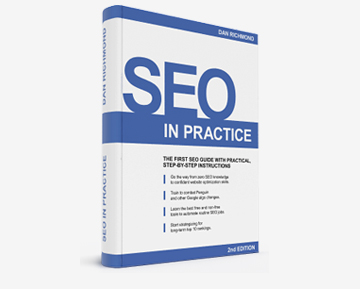 DAN RICHMOND
SEO
IN PRACTICE
THE FIRST SEO GUIDE WITH PRACTICAL,
STEP-BY-STEP INSTRUCTIONS
Go the way from zero SEO knowledge
to confident website optimization skills
Tools to combat Penguin
and other Google algo changes
Learn the best free and non-free
tools to automate routine SEO jobs
Start strategizing for
long-term top 10 rankings
2nd EDITION
DAN RICHMOND
SEO IN PRACTICE